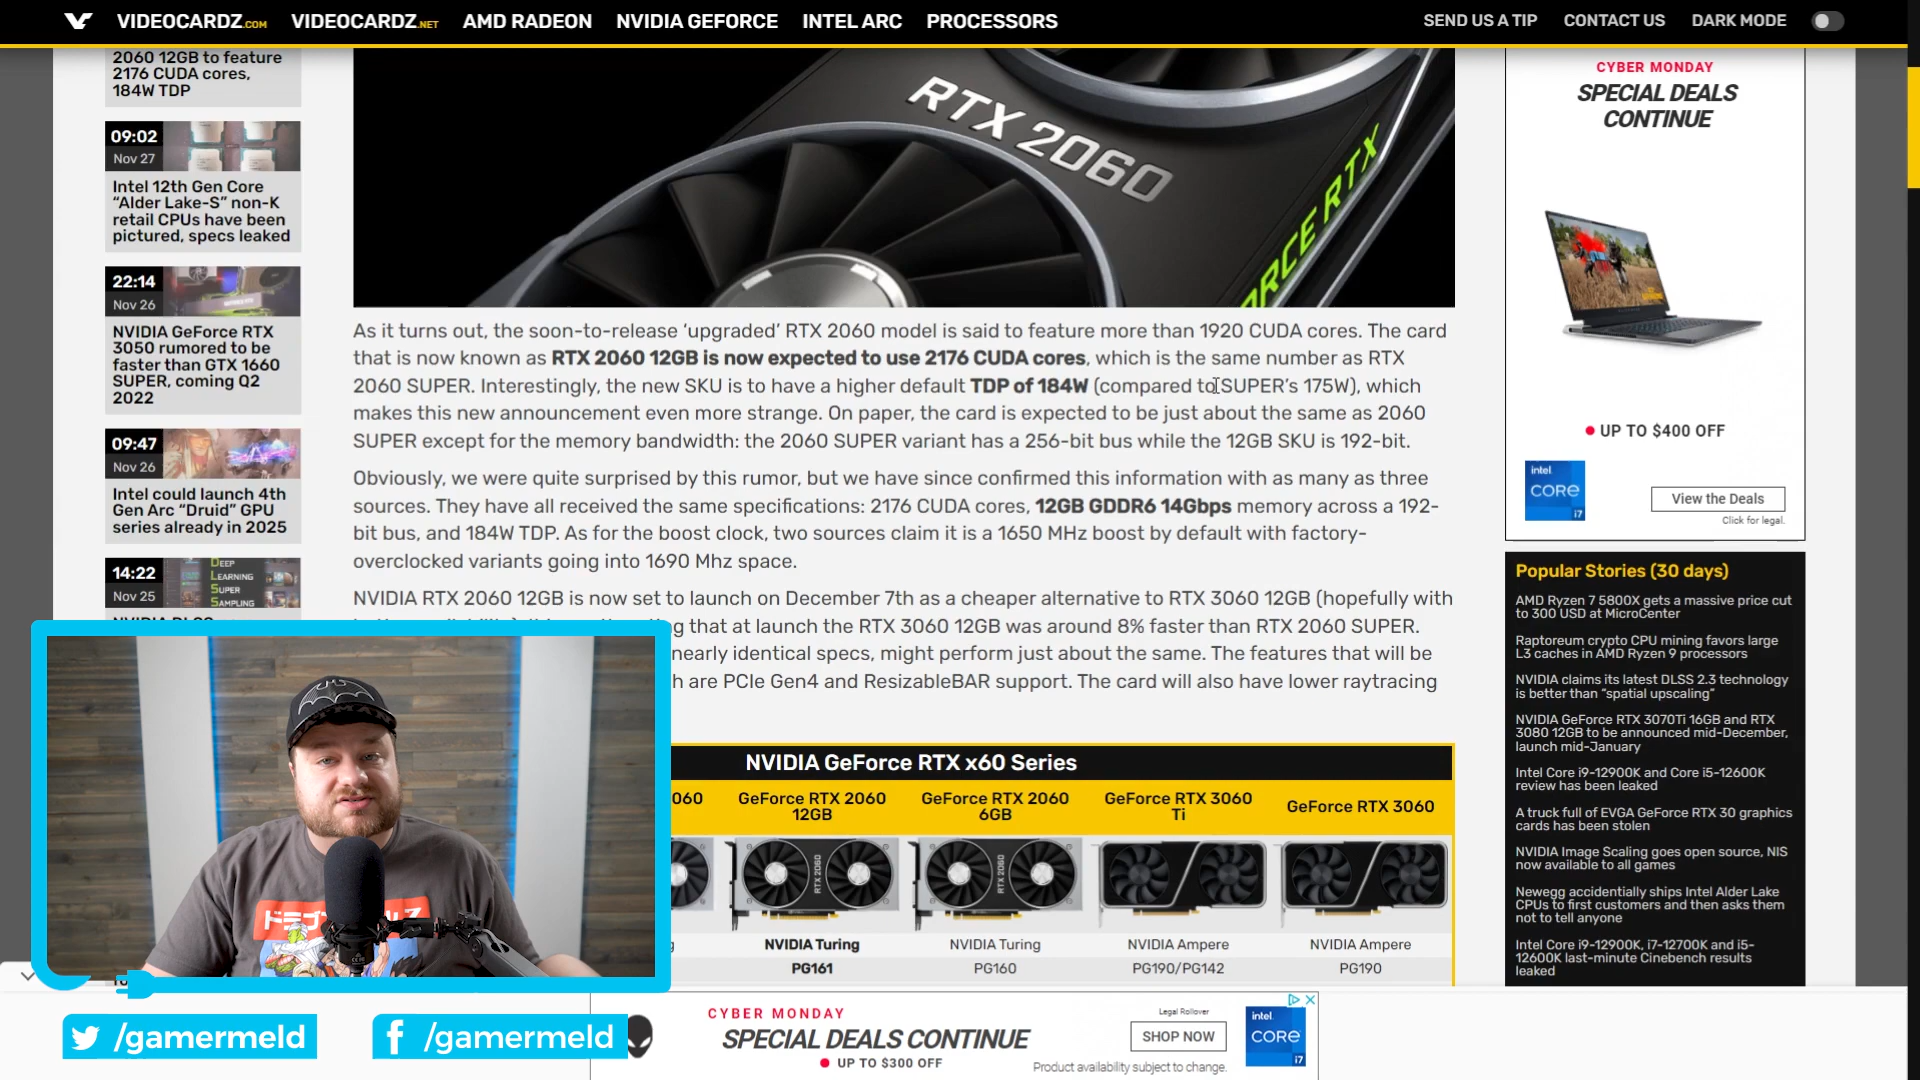 VIDEOCARDZ.COM VIDEOCARDZ.NET AMD RADEON NVIDIA GEFORCE INTEL ARC PROCESSORS SEND US A TIP CONTACT US DARK MODE
2060 12GB to feature
2176 CUDA cores,
184W TDP
09:02
Nov 27
Intel 12th Gen Core
“Alder Lake-S” non-K
retail CPUs have been
pictured, specs leaked
22:14
Nov 26
NVIDIA GeForce RTX
3050 rumored to be
faster than GTX 1660
SUPER, coming Q2
2022
09:47
Nov 26
Intel could launch 4th
Gen Arc “Druid” GPU
series already in 2025
14:22
Nov 25
DEEP
LEARNING
SUPER
SAMPLING
RTX 2060
FORCE RTX
As it turns out, the soon-to-release ‘upgraded’ RTX 2060 model is said to feature more than 1920 CUDA cores. The card
that is now known as RTX 2060 12GB is now expected to use 2176 CUDA cores, which is the same number as RTX
2060 SUPER. Interestingly, the new SKU is to have a higher default TDP of 184W (compared to SUPER’s 175W), which
makes this new announcement even more strange. On paper, the card is expected to be just about the same as 2060
SUPER except for the memory bandwidth: the 2060 SUPER variant has a 256-bit bus while the 12GB SKU is 192-bit.
Obviously, we were quite surprised by this rumor, but we have since confirmed this information with as many as three
sources. They have all received the same specifications: 2176 CUDA cores, 12GB GDDR6 14Gbps memory across a 192-
bit bus, and 184W TDP. As for the boost clock, two sources claim it is a 1650 MHz boost by default with factory-
overclocked variants going into 1690 Mhz space.
NVIDIA RTX 2060 12GB is now set to launch on December 7th as a cheaper alternative to RTX 3060 12GB (hopefully with
g that at launch the RTX 3060 12GB was around 8% faster than RTX 2060 SUPER.
nearly identical specs, might perform just about the same. The features that will be
h are PCIe Gen4 and ResizableBAR support. The card will also have lower raytracing
NVIDIA GeForce RTX x60 Series
060
GeForce RTX 2060
12GB
GeForce RTX 2060
6GB
GeForce RTX 3060
Ti
GeForce RTX 3060
RTX 2060
RTX 2060
g NVIDIA Turing NVIDIA Turing NVIDIA Ampere NVIDIA Ampere
PG161 PG160 PG190/PG142 PG190
CYBER MONDAY
SPECIAL DEALS
CONTINUE
UP TO $400 OFF
intel
CORE
i7
View the Deals
Click for legal.
Popular Stories (30 days)
AMD Ryzen 7 5800X gets a massive price cut
to 300 USD at MicroCenter
Raptoreum crypto CPU mining favors large
L3 caches in AMD Ryzen 9 processors
NVIDIA claims its latest DLSS 2.3 technology
is better than “spatial upscaling”
NVIDIA GeForce RTX 3070Ti 16GB and RTX
3080 12GB to be announced mid-December,
launch mid-January
Intel Core i9-12900K and Core i5-12600K
review has been leaked
A truck full of EVGA GeForce RTX 30 graphics
cards has been stolen
NVIDIA Image Scaling goes open source, NIS
now available to all games
Newegg accidentally ships Intel Alder Lake
CPUs to first customers and then asks them
not to tell anyone
Intel Core i9-12900K, i7-12700K and i5-
12600K last-minute Cinebench results
leaked
/gamermeld /gamermeld
CYBER MONDAY
SPECIAL DEALS CONTINUE
UP TO $300 OFF
Legal Rollover
SHOP NOW
Product availability subject to change.
intel
CORE
i7